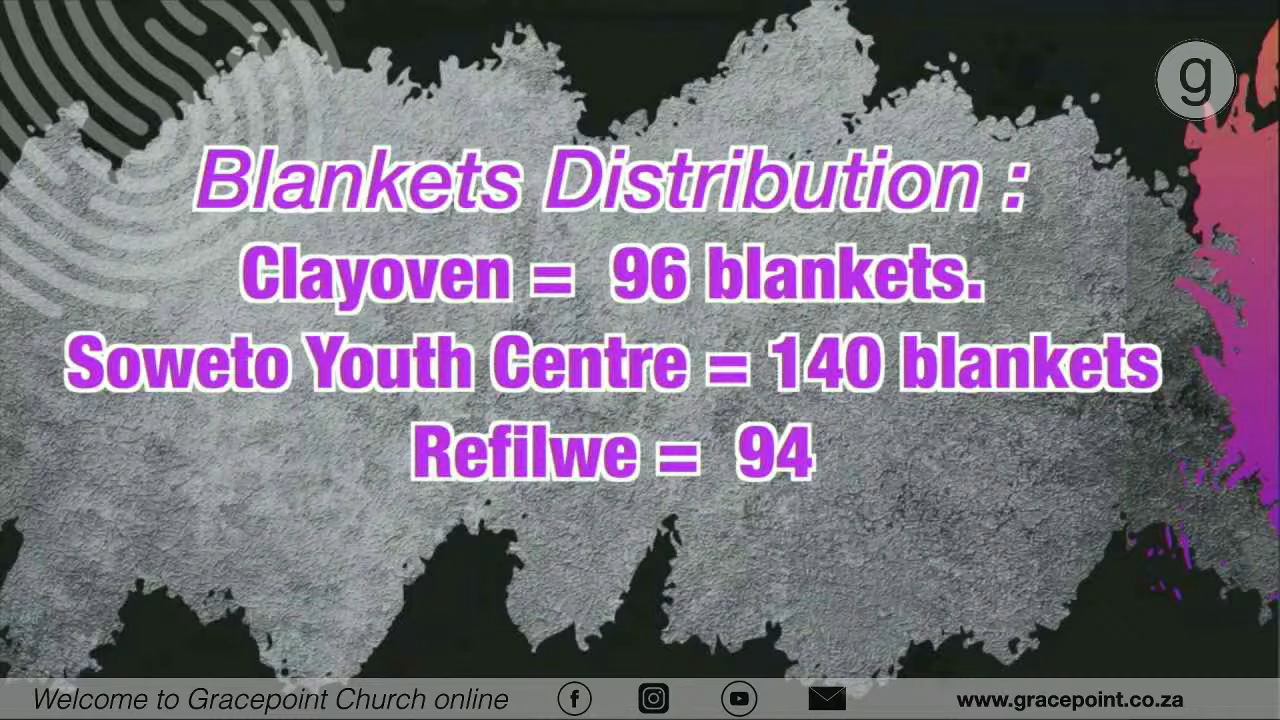 g
Blankets Distribution :
Clayoven = 96 blankets.
Soweto Youth Centre = 140 blankets
Refilwe = 94
Welcome to Gracepoint Church online
www.gracepoint.co.za